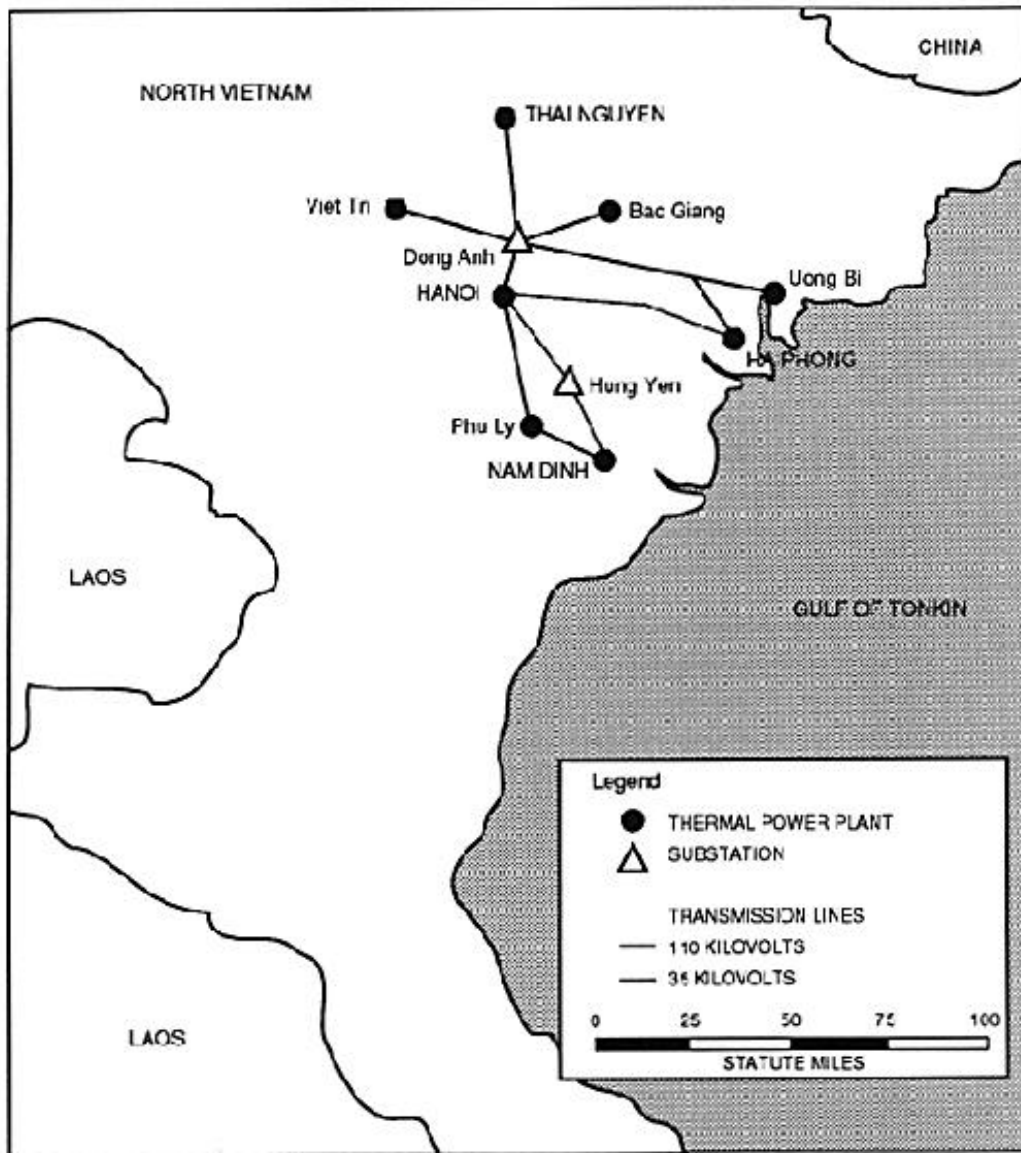 CHINA
NORTH VIETNAM
THAI NGUYEN
Viet Tri
Bac Giang
Dong Anh
HANOI
Uong Bi
HAIPHONG
Hung Yen
Phu Ly
NAM DINH
LAOS
GULF OF TONKIN
Legend
THERMAL POWER PLANT
SUBSTATION
TRANSMISSION LINES
110 KILOVOLTS
35 KILOVOLTS
0 25 50 75 100
STATUTE MILES
LAOS